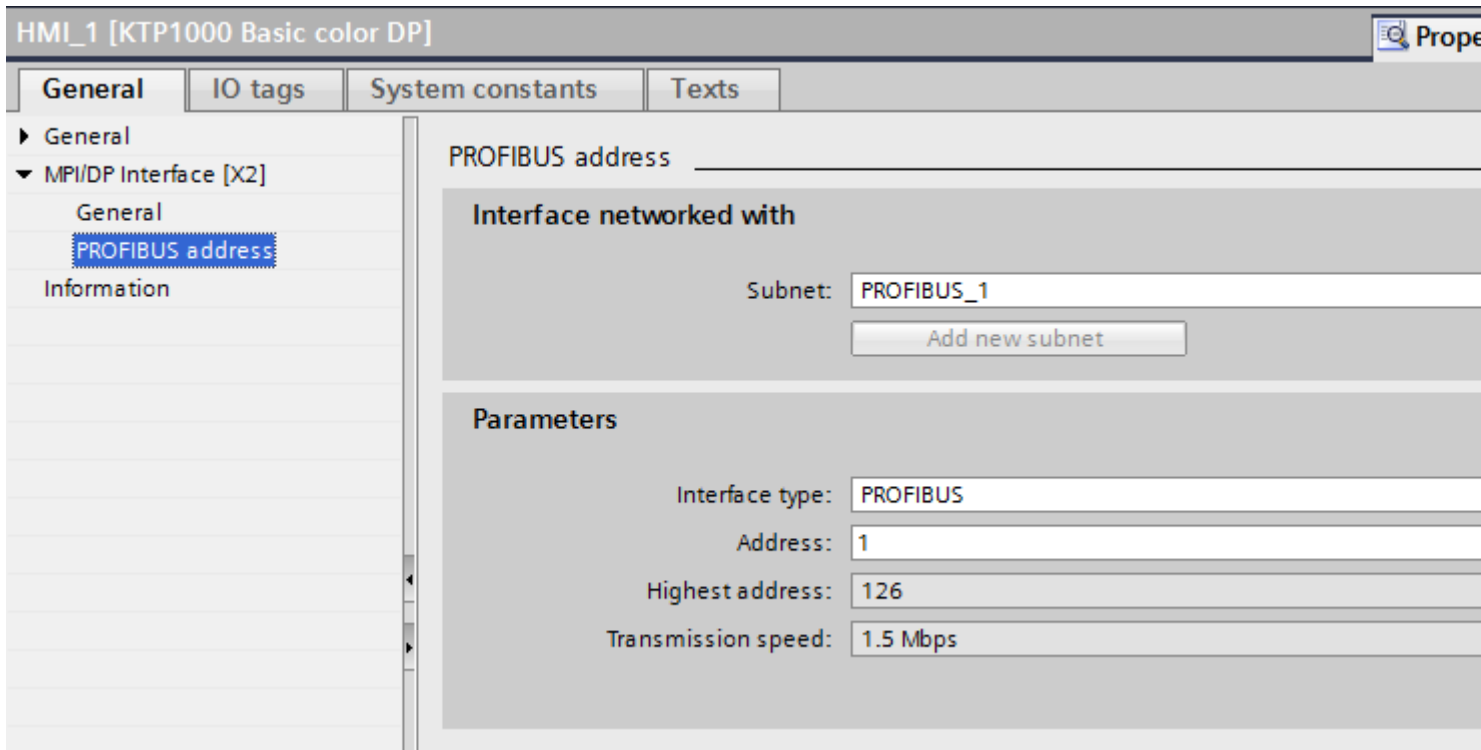 HMI_1 [KTP1000 Basic color DP]
General IO tags System constants Texts
General
MPI/DP Interface [X2]
General
PROFIBUS address
Information
PROFIBUS address
Interface networked with
Subnet: PROFIBUS_1
Add new subnet
Parameters
Interface type: PROFIBUS
Address: 1
Highest address: 126
Transmission speed: 1.5 Mbps